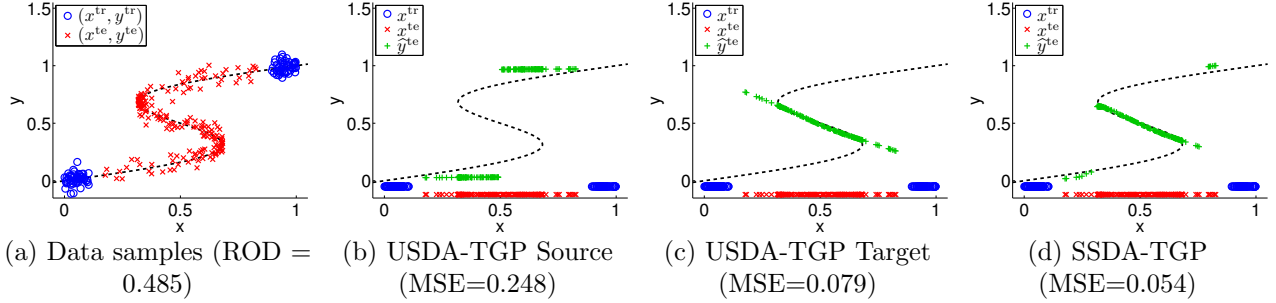 (x^tr, y^tr)
(x^te, y^te)
1.5
1
0.5
0
y
0
0.5
1
x
(a) Data samples (ROD =
0.485)
x^tr
x^te
ŷ^te
1.5
1
0.5
0
y
0
0.5
1
x
(b) USDA-TGP Source
(MSE=0.248)
x^tr
x^te
ŷ^te
1.5
1
0.5
0
y
0
0.5
1
x
(c) USDA-TGP Target
(MSE=0.079)
x^tr
x^te
ŷ^te
1.5
1
0.5
0
y
0
0.5
1
x
(d) SSDA-TGP
(MSE=0.054)